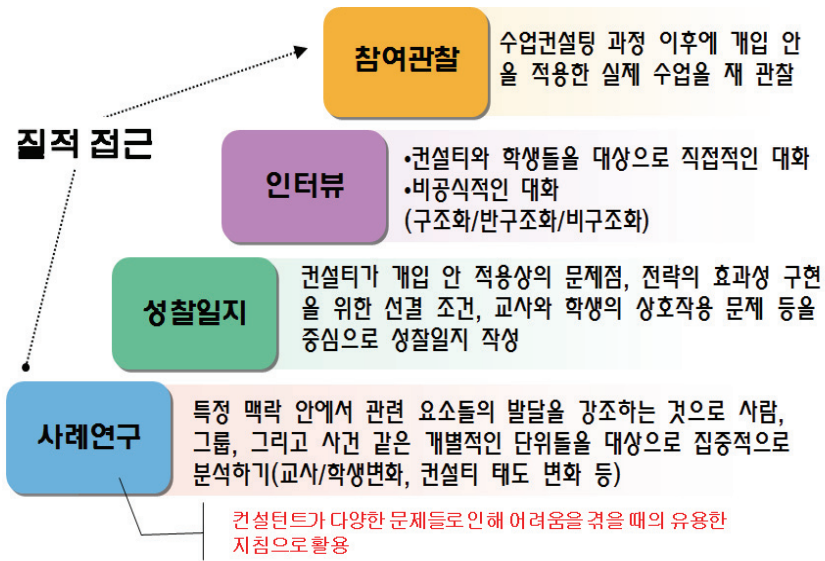 참여관찰
수업컨설팅 과정 이후에 개입 안
을 적용한 실제 수업을 재 관찰
질적 접근
인터뷰
•컨설티와 학생들을 대상으로 직접적인 대화
•비공식적인 대화
(구조화/반구조화/비구조화)
성찰일지
컨설티가 개입 안 적용상의 문제점, 전략의 효과성 구현
을 위한 선결 조건, 교사와 학생의 상호작용 문제 등을
중심으로 성찰일지 작성
사례연구
특정 맥락 안에서 관련 요소들의 발달을 강조하는 것으로 사람,
그룹, 그리고 사건 같은 개별적인 단위들을 대상으로 집중적으로
분석하기(교사/학생변화, 컨설티 태도 변화 등)
컨설턴트가 다양한 문제들로인해 어려움을 겪을 때의 유용한
지침으로 활용